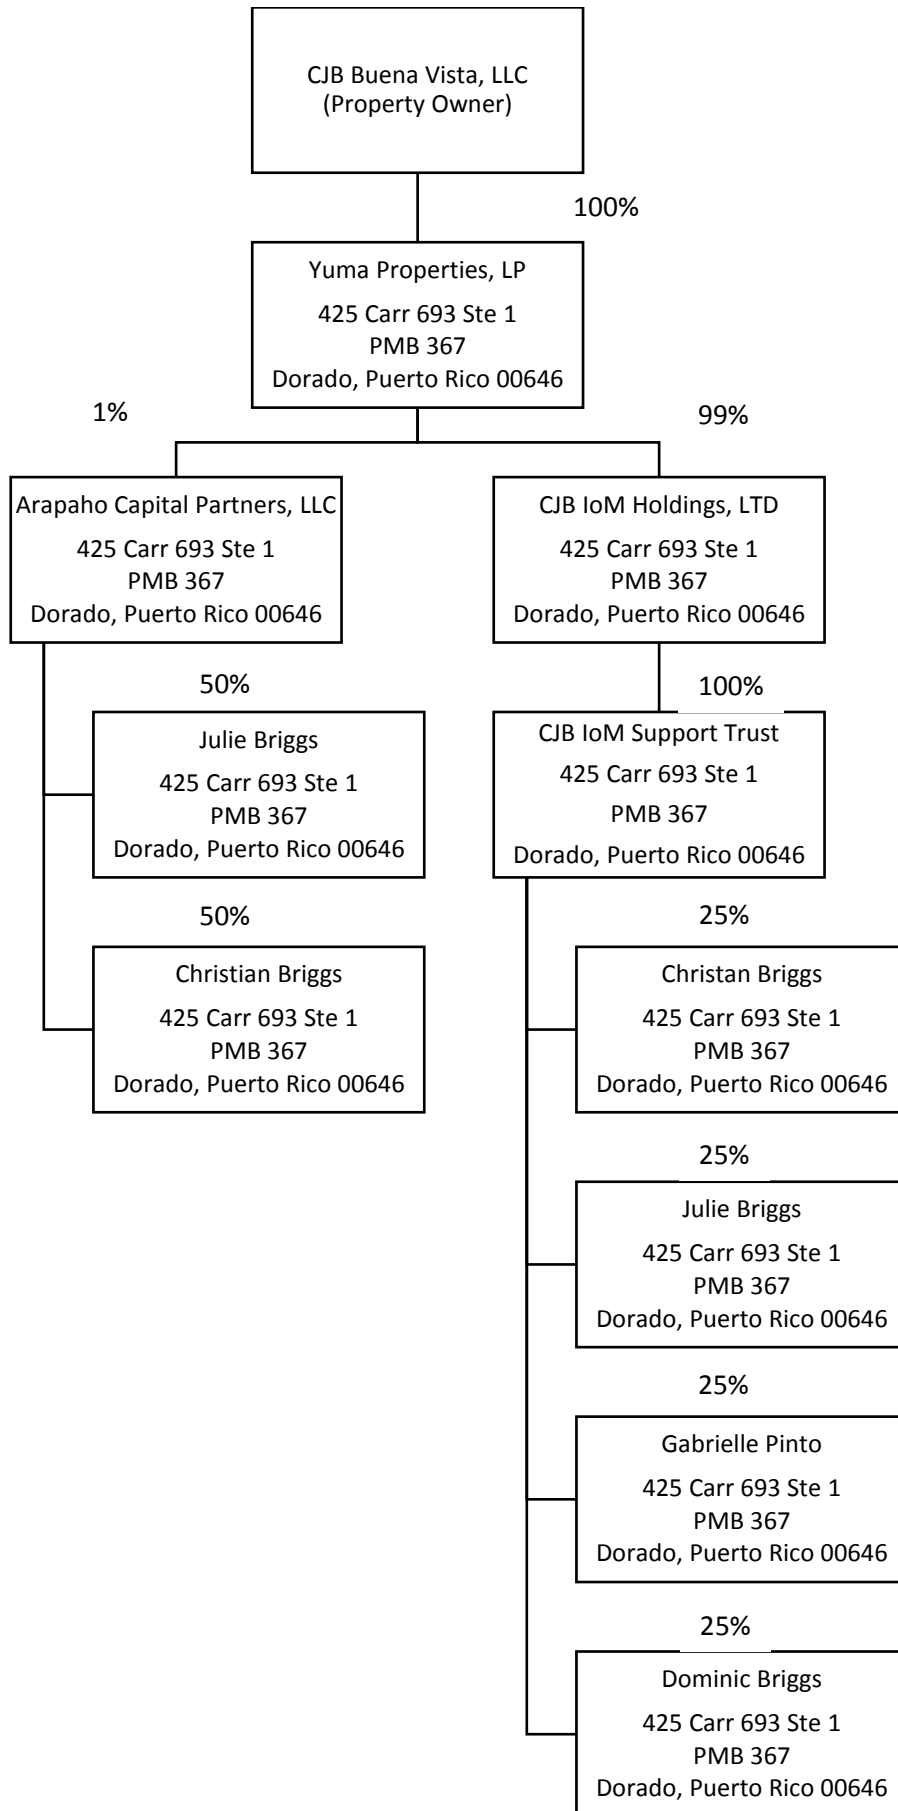 CJB Buena Vista, LLC
(Property Owner)
100%
Yuma Properties, LP
425 Carr 693 Ste 1
PMB 367
Dorado, Puerto Rico 00646
1%
99%
Arapaho Capital Partners, LLC
425 Carr 693 Ste 1
PMB 367
Dorado, Puerto Rico 00646
CJB IoM Holdings, LTD
425 Carr 693 Ste 1
PMB 367
Dorado, Puerto Rico 00646
50%
Julie Briggs
425 Carr 693 Ste 1
PMB 367
Dorado, Puerto Rico 00646
50%
Christian Briggs
425 Carr 693 Ste 1
PMB 367
Dorado, Puerto Rico 00646
100%
CJB IoM Support Trust
425 Carr 693 Ste 1
PMB 367
Dorado, Puerto Rico 00646
25%
Christan Briggs
425 Carr 693 Ste 1
PMB 367
Dorado, Puerto Rico 00646
25%
Julie Briggs
425 Carr 693 Ste 1
PMB 367
Dorado, Puerto Rico 00646
25%
Gabrielle Pinto
425 Carr 693 Ste 1
PMB 367
Dorado, Puerto Rico 00646
25%
Dominic Briggs
425 Carr 693 Ste 1
PMB 367
Dorado, Puerto Rico 00646